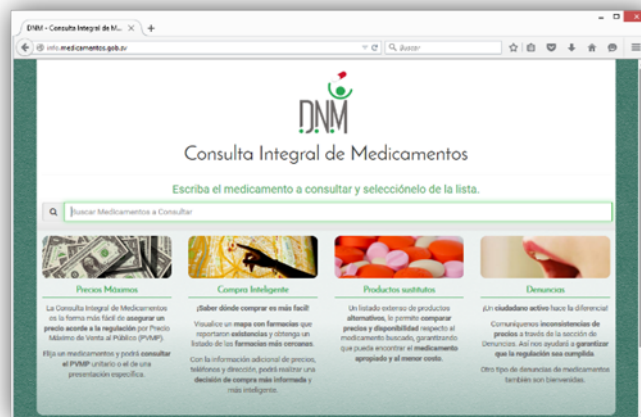 DNM - Consulta Integral de M...
info.medicamentos.gob.sv
Buscar
DNM
Consulta Integral de Medicamentos
Escriba el medicamento a consultar y selecciónelo de la lista.
Buscar Medicamentos a Consultar
Precios Máximos
La Consulta Integral de Medicamentos
es la forma más fácil de asegurar un
precio acorde a la regulación por Precio
Máximo de Venta al Público (PVMP).
Elija un medicamentos y podrá consultar
el PVMP unitario o el de una
presentación específica.
Compra Inteligente
¡Saber dónde comprar es más facil!
Visualice un mapa con farmacias que
reportaron existencias y obtenga un
listado de las farmacias más cercanas.
Con la información adicional de precios,
teléfonos y dirección, podrá realizar una
decisión de compra más informada y
más inteligente.
Productos sustitutos
Un listado extenso de productos
alternativos, le permite comparar
precios y disponibilidad respecto al
medicamento buscado, garantizando
que pueda encontrar el medicamento
apropiado y al menor costo.
Denuncias
¡Un ciudadano activo hace la diferencia!
Comuníquenos inconsistencias de
precios a través de la sección de
Denuncias. Así nos ayudará a garantizar
que la regulación sea cumplida.
Otro tipo de denuncias de medicamentos
también son bienvenidas.